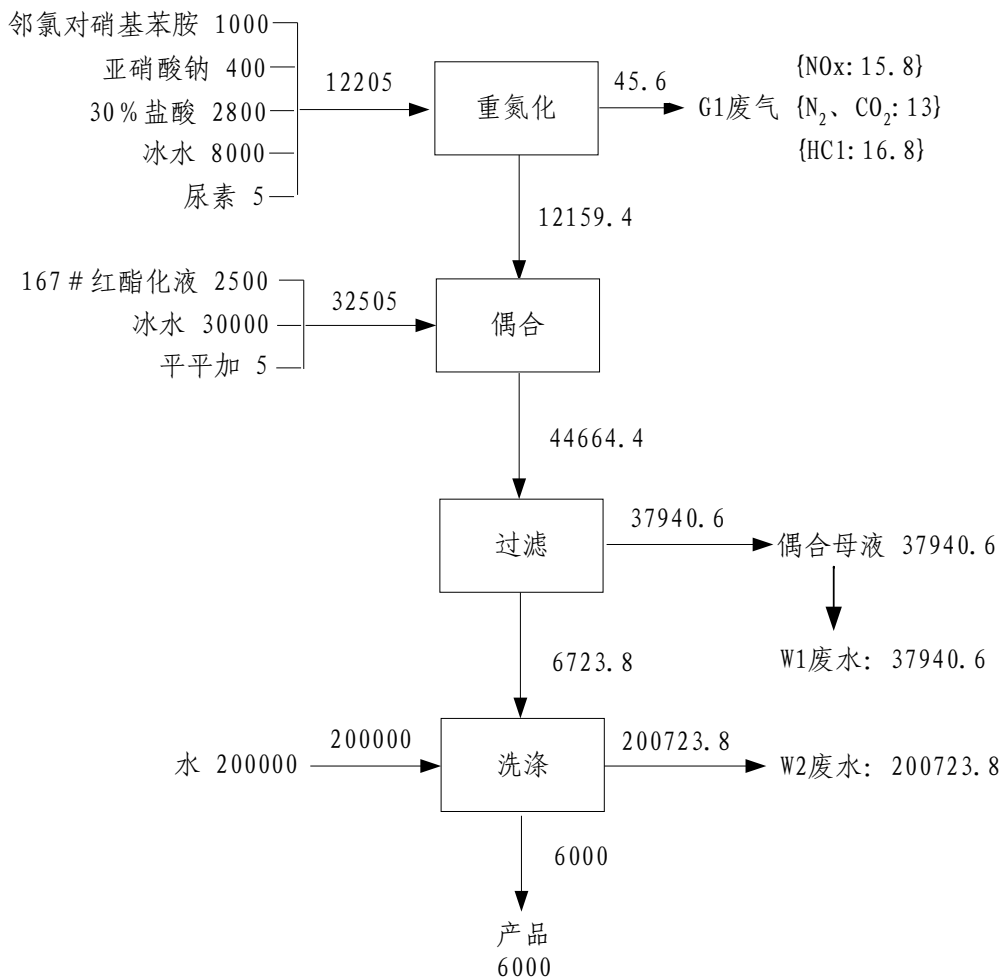 邻氯对硝基苯胺 1000
亚硝酸钠 400
30%盐酸 2800
冰水 8000
尿素 5
12205
重氮化
45.6
G1废气
{NOx:15.8}
{N₂、CO₂:13}
{HCl:16.8}
12159.4
167#红酯化液 2500
冰水 30000
平平加 5
32505
偶合
44664.4
过滤
37940.6
偶合母液 37940.6
W1废水: 37940.6
6723.8
水 200000
200000
洗涤
200723.8
W2废水: 200723.8
6000
产品
6000